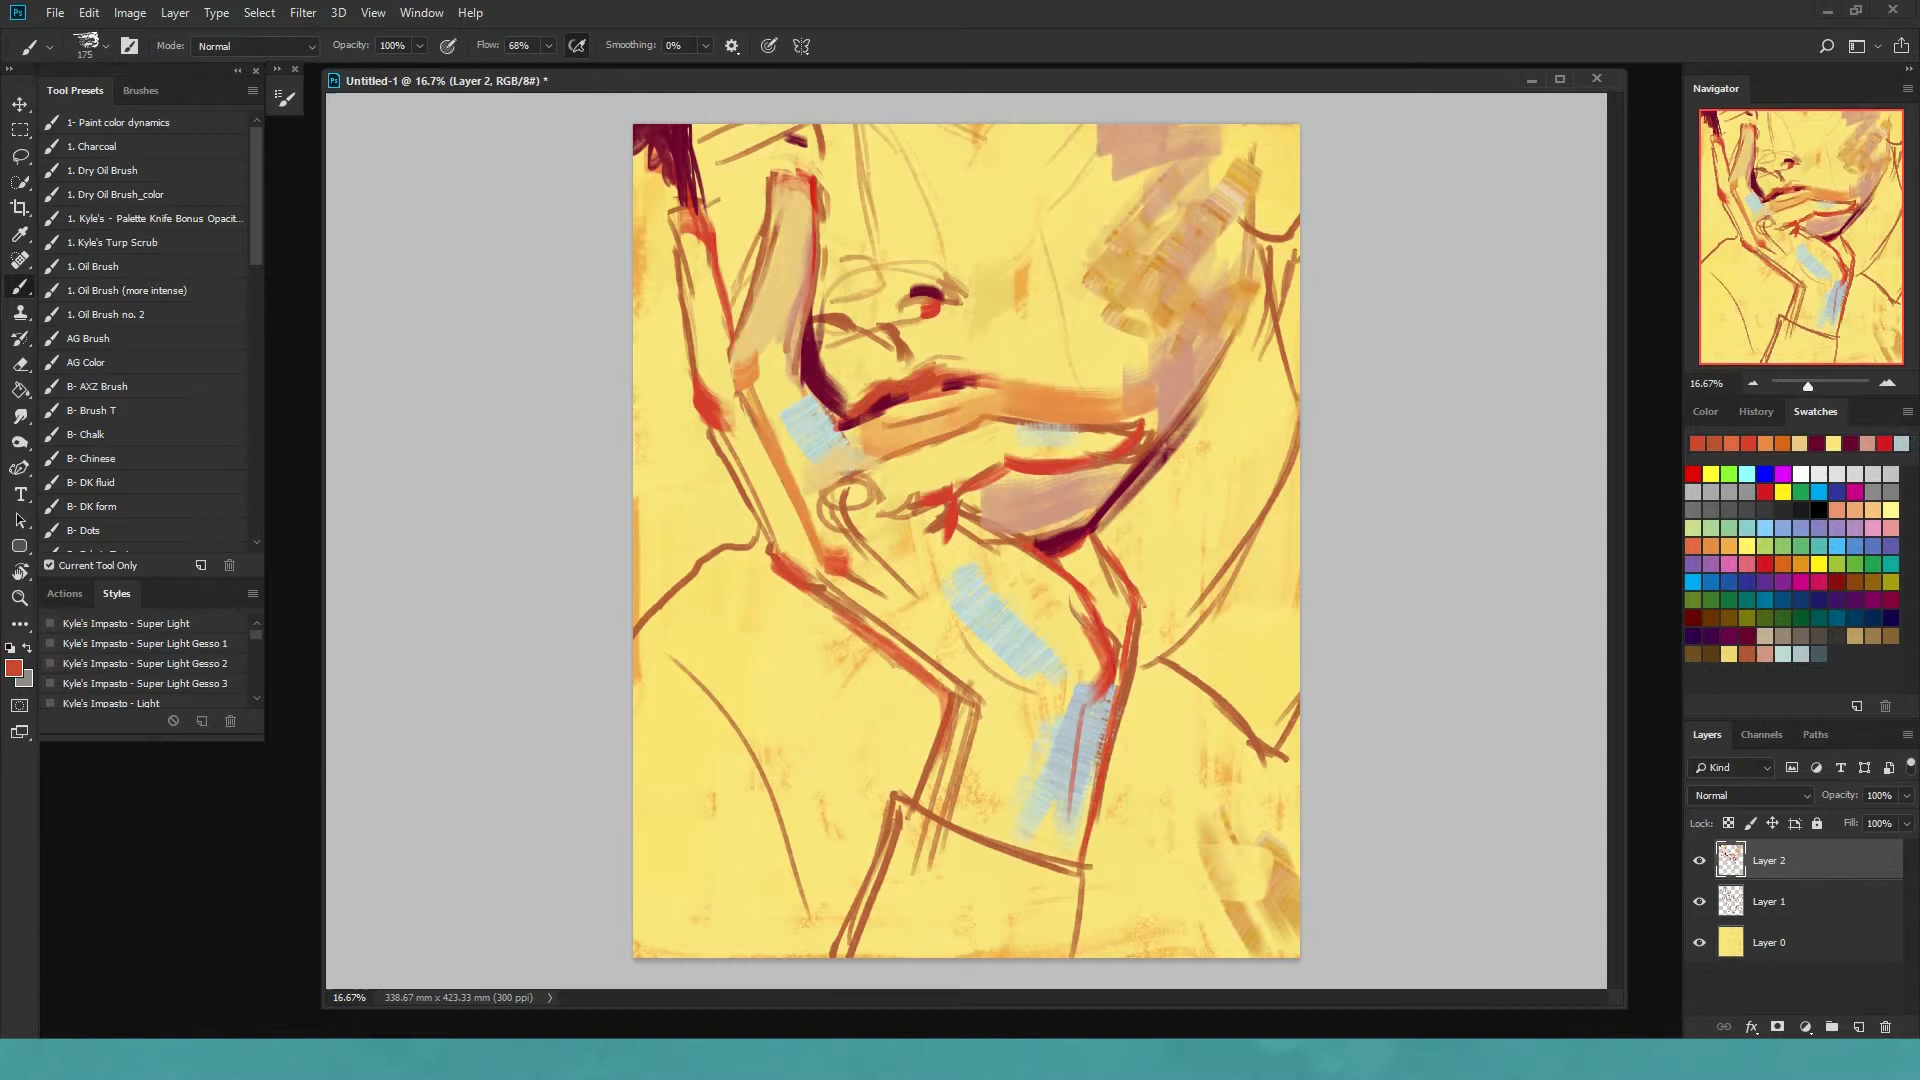 Ps File Edit Image Layer Type Select Filter 3D View Window Help
175 Mode: Normal Opacity: 100% Flow: 68% Smoothing: 0%
Tool Presets Brushes
1- Paint color dynamics
1. Charcoal
1. Dry Oil Brush
1. Dry Oil Brush_color
1. Kyle's - Palette Knife Bonus Opacit...
1. Kyle's Turp Scrub
1. Oil Brush
1. Oil Brush (more intense)
1. Oil Brush no. 2
AG Brush
AG Color
B- AXZ Brush
B- Brush T
B- Chalk
B- Chinese
B- DK fluid
B- DK form
B- Dots
Current Tool Only
Actions Styles
Kyle's Impasto - Super Light
Kyle's Impasto - Super Light Gesso 1
Kyle's Impasto - Super Light Gesso 2
Kyle's Impasto - Super Light Gesso 3
Kyle's Impasto - Light
Ps Untitled-1 @ 16.7% (Layer 2, RGB/8#) *
16.67% 338.67 mm x 423.33 mm (300 ppi)
Navigator
16.67%
Color History Swatches
Layers Channels Paths
Kind
Normal Opacity: 100%
Lock: Fill: 100%
Layer 2
Layer 1
Layer 0
fx